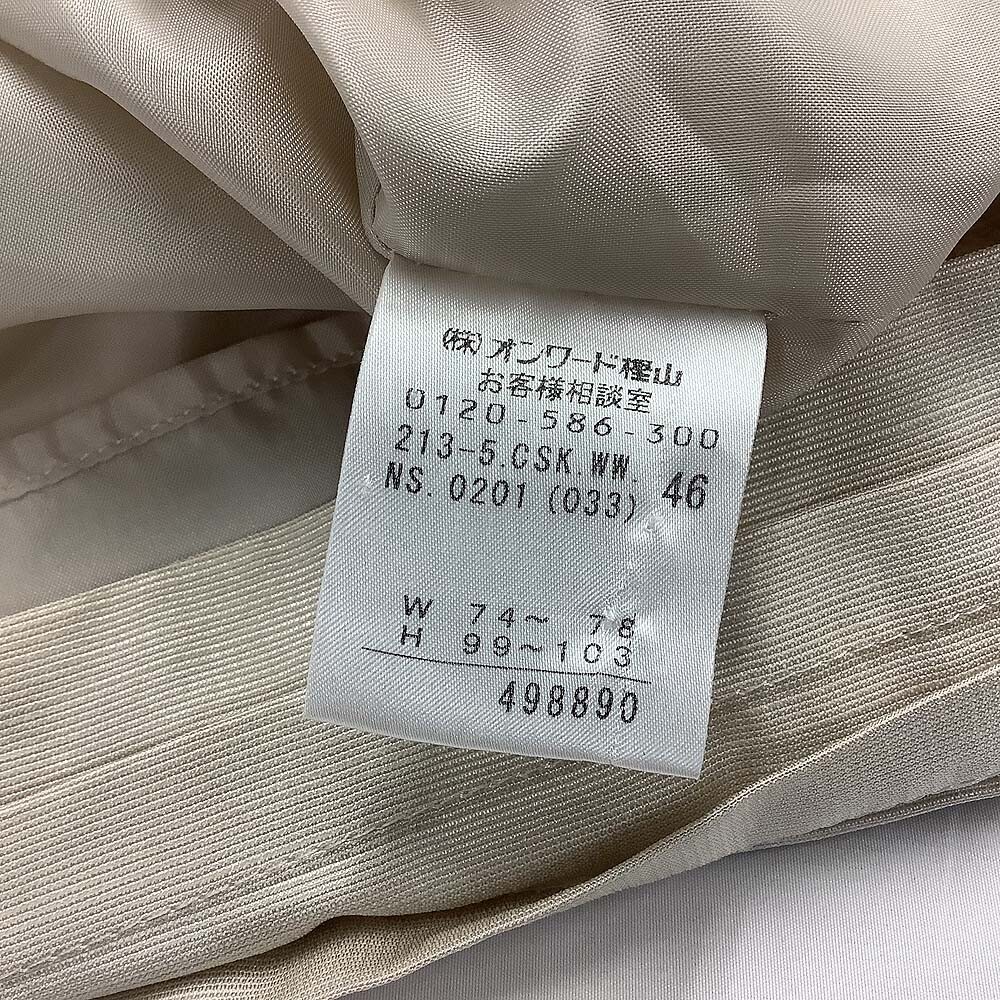 (株)オンワード樫山
お客様相談室
0120-586-300
213-5.CSK.WW.
NS.0201(033) 46
W 74~ 78
H 99~103
498890